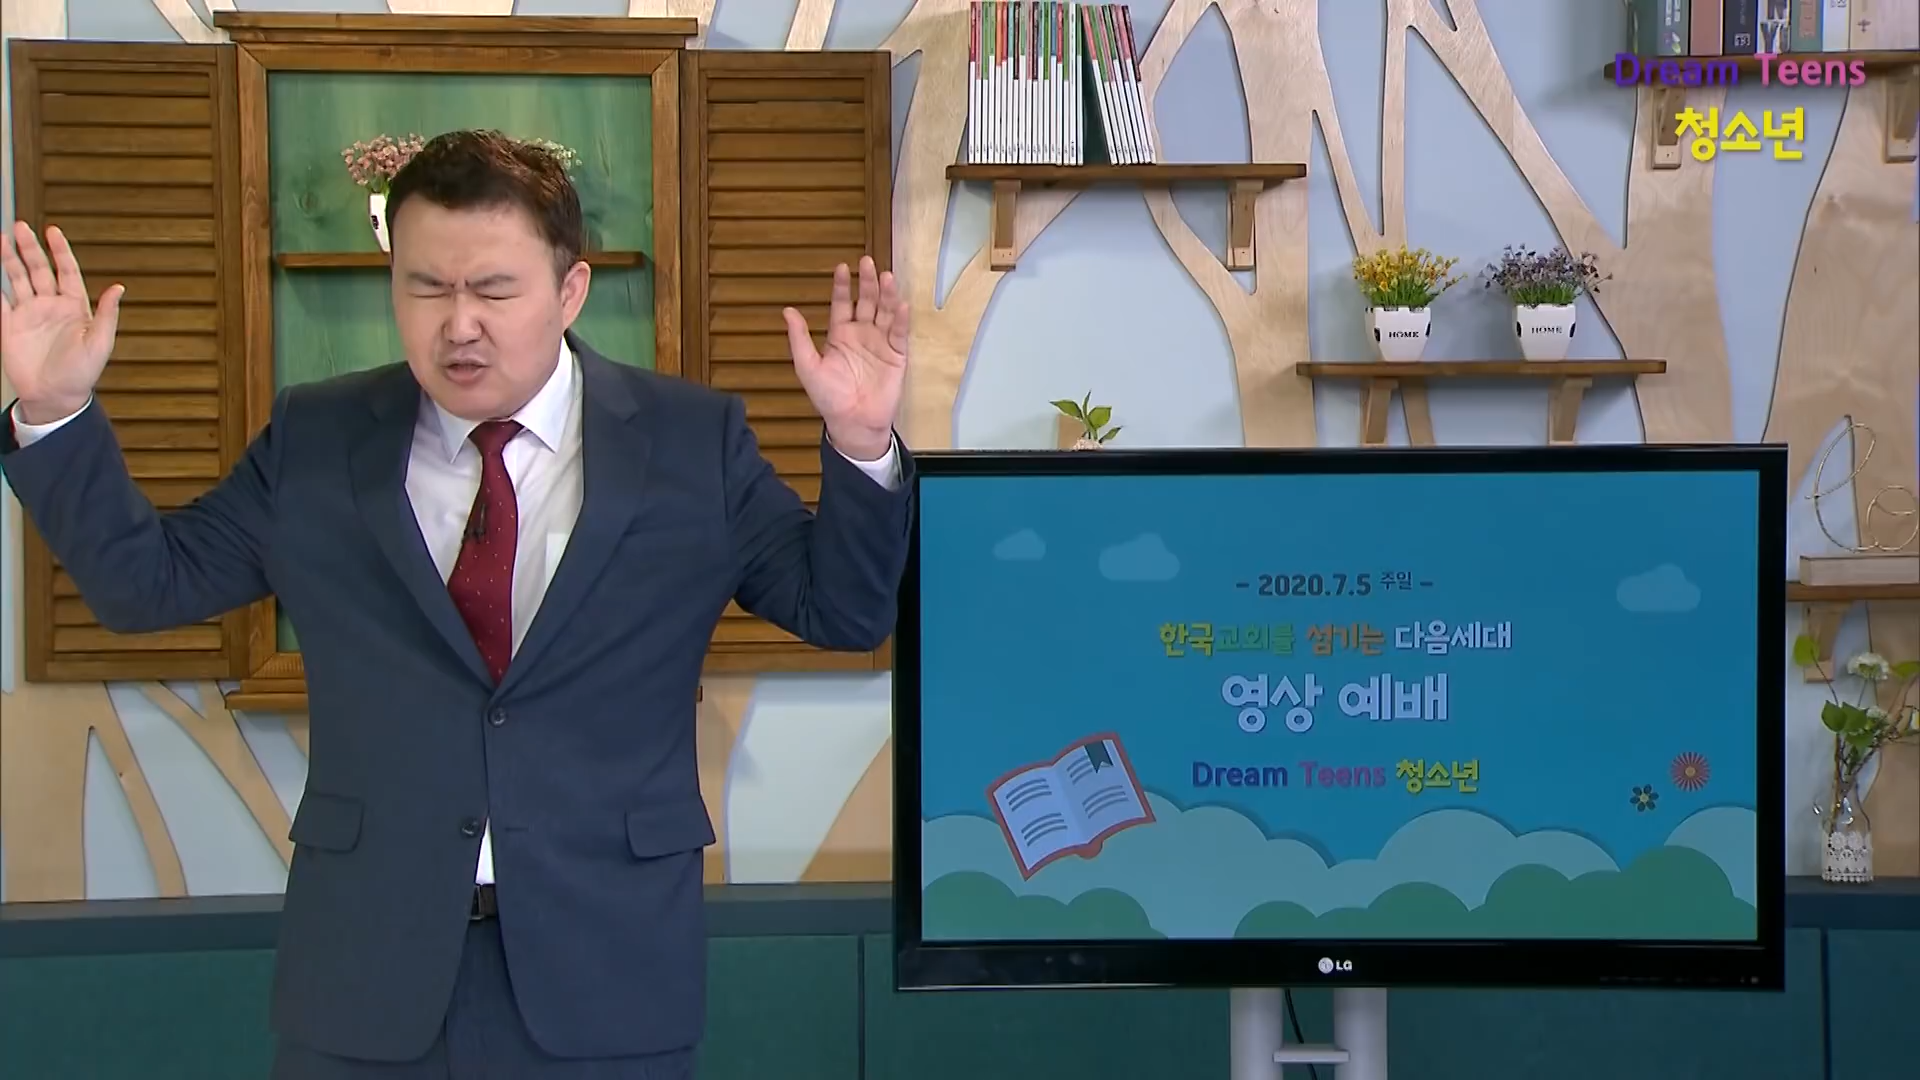 Dream Teens
청소년
HOME
HOME
- 2020.7.5 주일 -
한국교회를 섬기는 다음세대
영상 예배
Dream Teens 청소년
LG